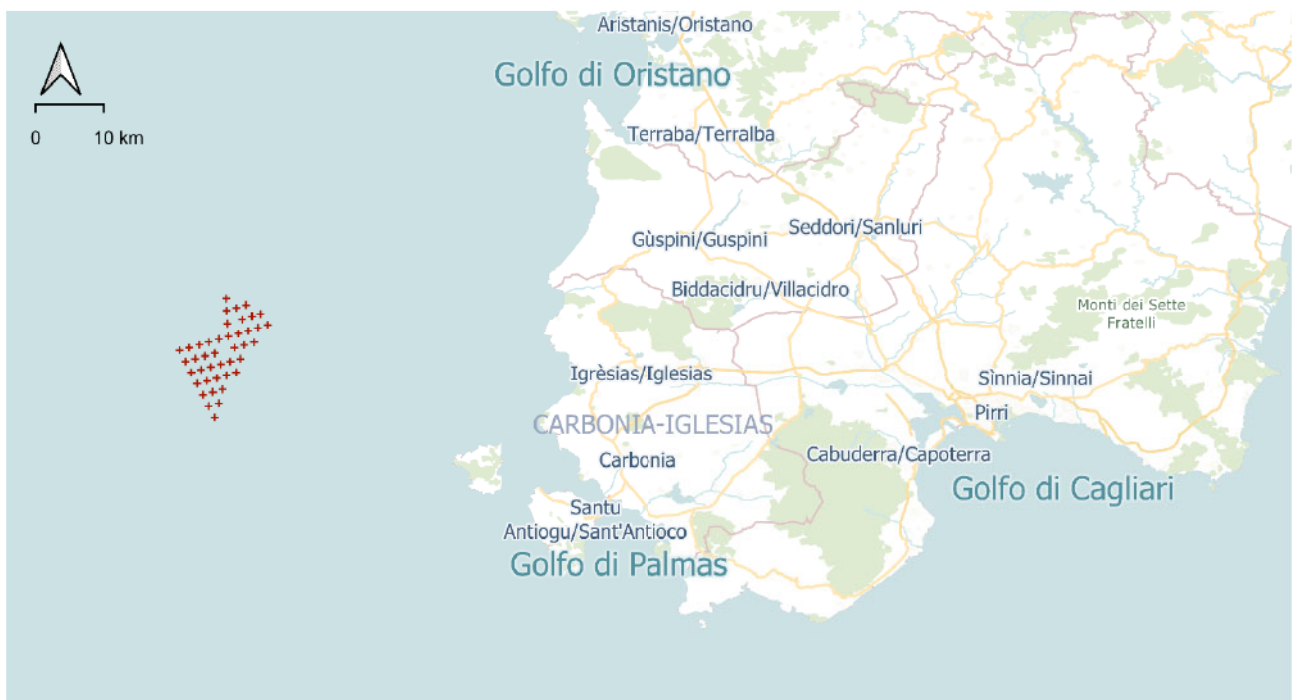 Aristanis/Oristano
Golfo di Oristano
0 10 km
Terraba/Terralba
Seddori/Sanluri
Gùspini/Guspini
Biddacidru/Villacidro
Monti dei Sette
Fratelli
Igrèsias/Iglesias
Sìnnia/Sinnai
Pirri
CARBONIA-IGLESIAS
Carbonia
Cabuderra/Capoterra
Golfo di Cagliari
Santu
Antiogu/Sant'Antioco
Golfo di Palmas